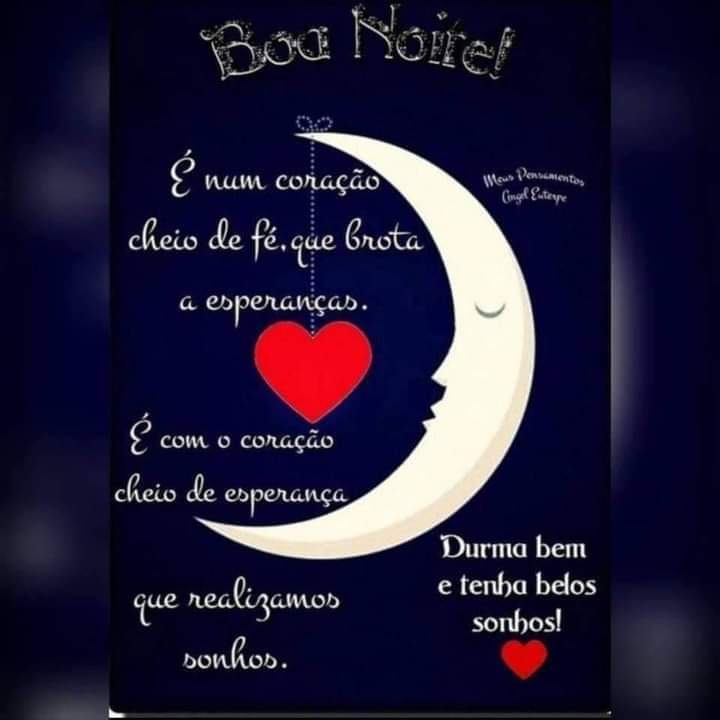 Boa Noite!
É num coração
cheio de fé, que brota
a esperanças.
Meus Pensamentos
Angel Euterpe
É com o coração
cheio de esperança
que realizamos
sonhos.
Durma bem
e tenha belos
sonhos!